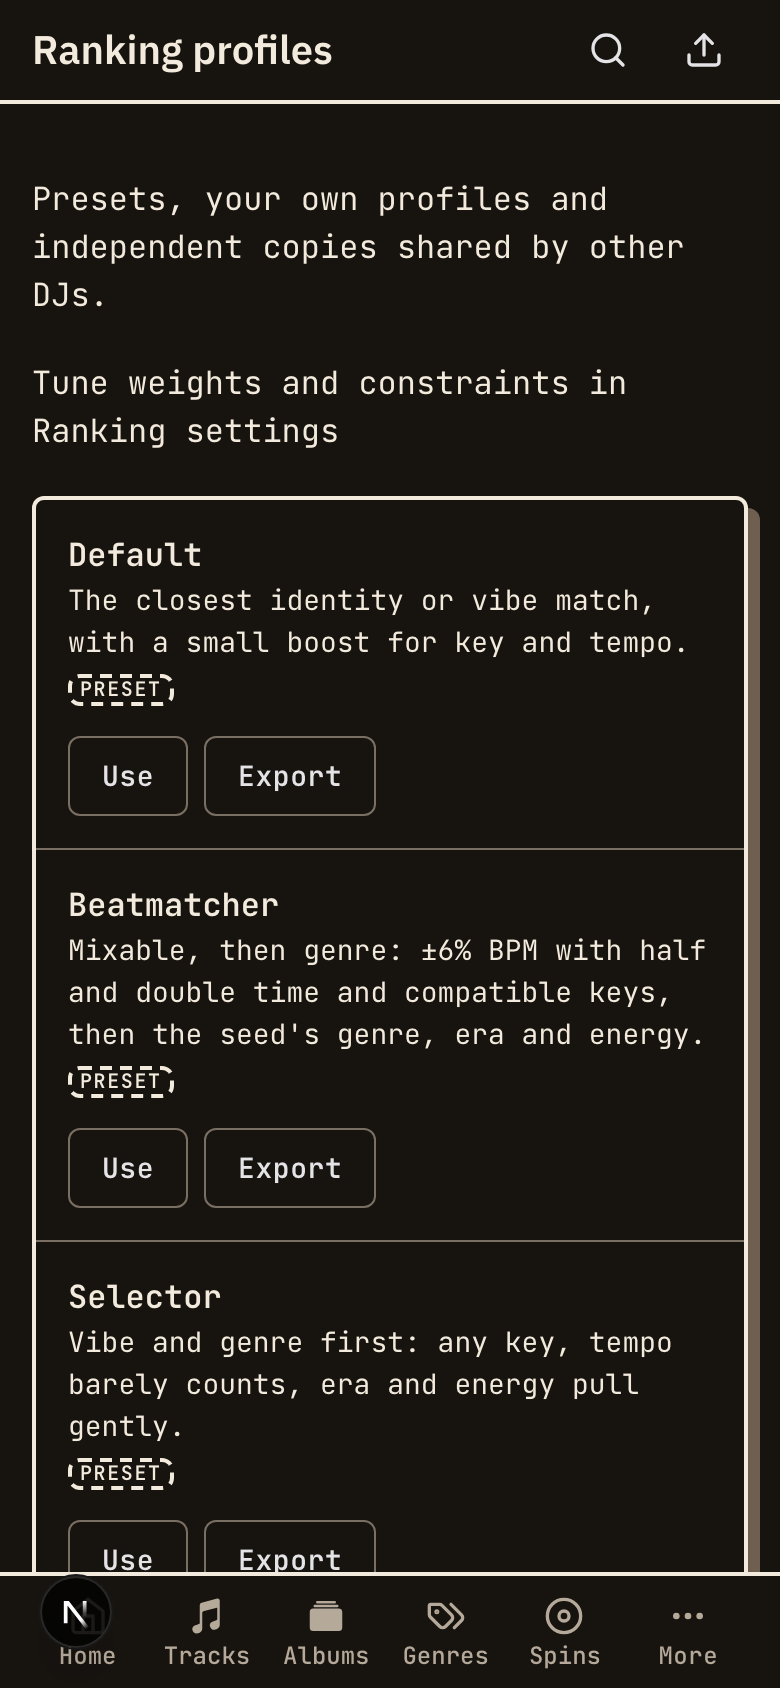 Ranking profiles
Presets, your own profiles and
independent copies shared by other
DJs.
Tune weights and constraints in
Ranking settings
Default
The closest identity or vibe match,
with a small boost for key and tempo.
PRESET
Use Export
Beatmatcher
Mixable, then genre: ±6% BPM with half
and double time and compatible keys,
then the seed's genre, era and energy.
PRESET
Use Export
Selector
Vibe and genre first: any key, tempo
barely counts, era and energy pull
gently.
PRESET
Use Export
N
Home Tracks Albums Genres Spins More